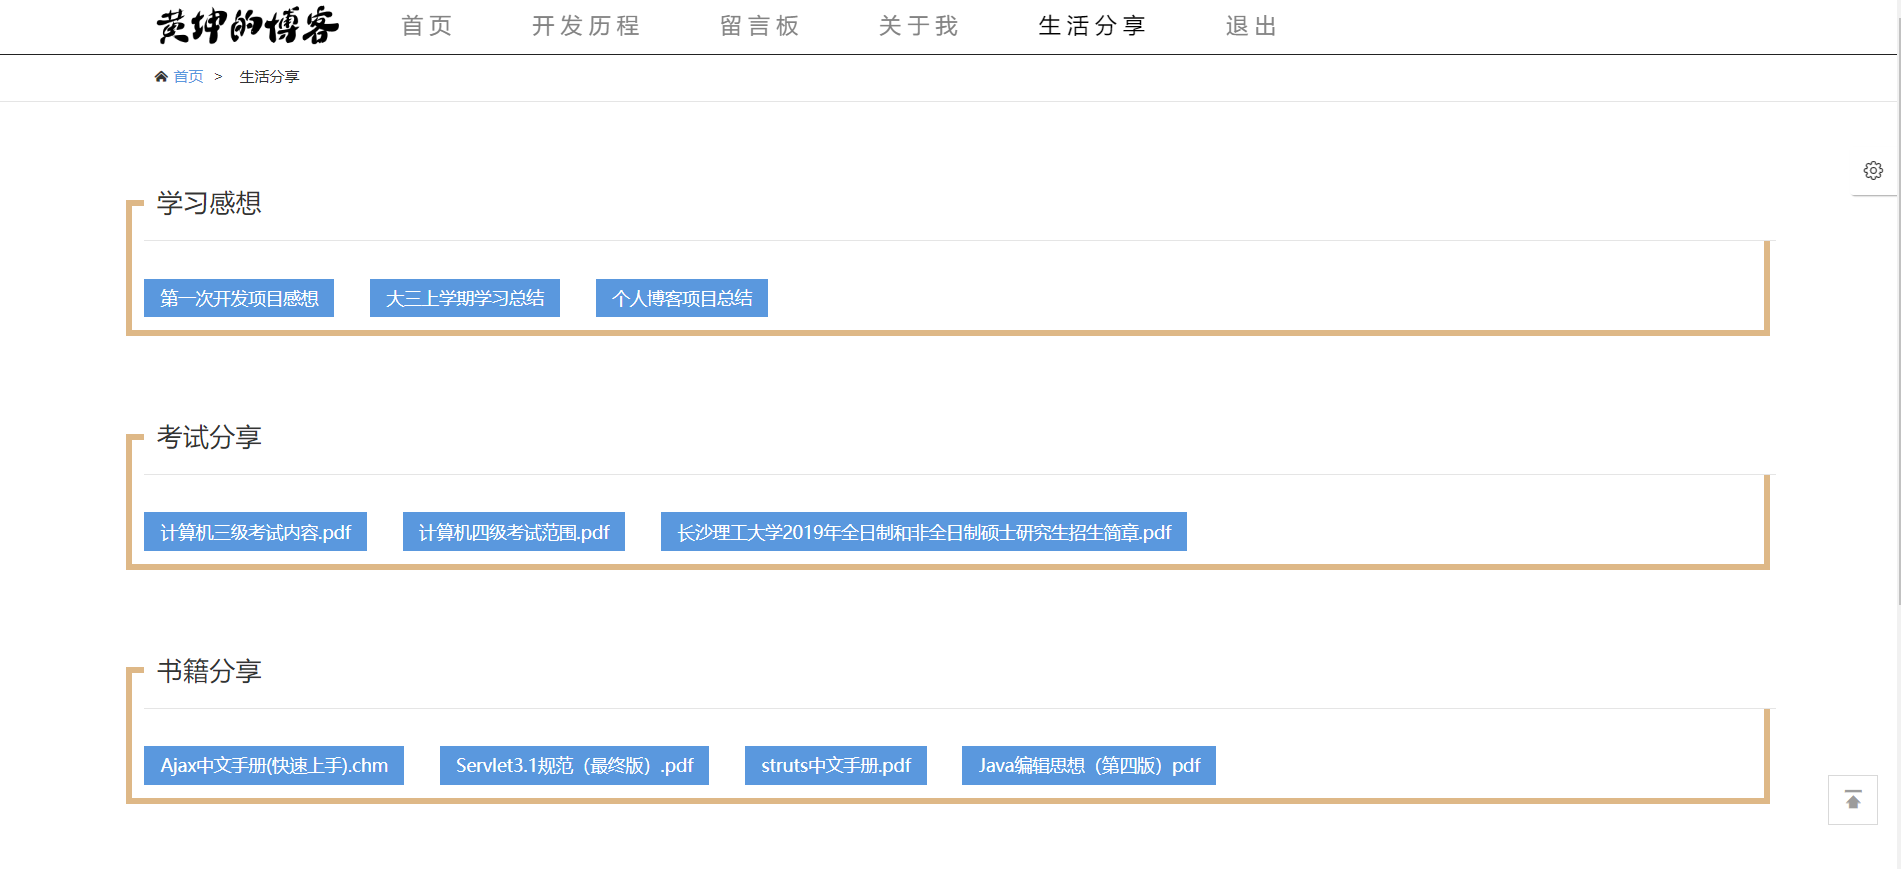 黄坤的博客 首页 开发历程 留言板 关于我 生活分享 退出
首页 > 生活分享
学习感想
第一次开发项目感想 大三上学期学习总结 个人博客项目总结
考试分享
计算机三级考试内容.pdf 计算机四级考试范围.pdf 长沙理工大学2019年全日制和非全日制硕士研究生招生简章.pdf
书籍分享
Ajax中文手册(快速上手).chm Servlet3.1规范（最终版）.pdf struts中文手册.pdf Java编辑思想（第四版）pdf